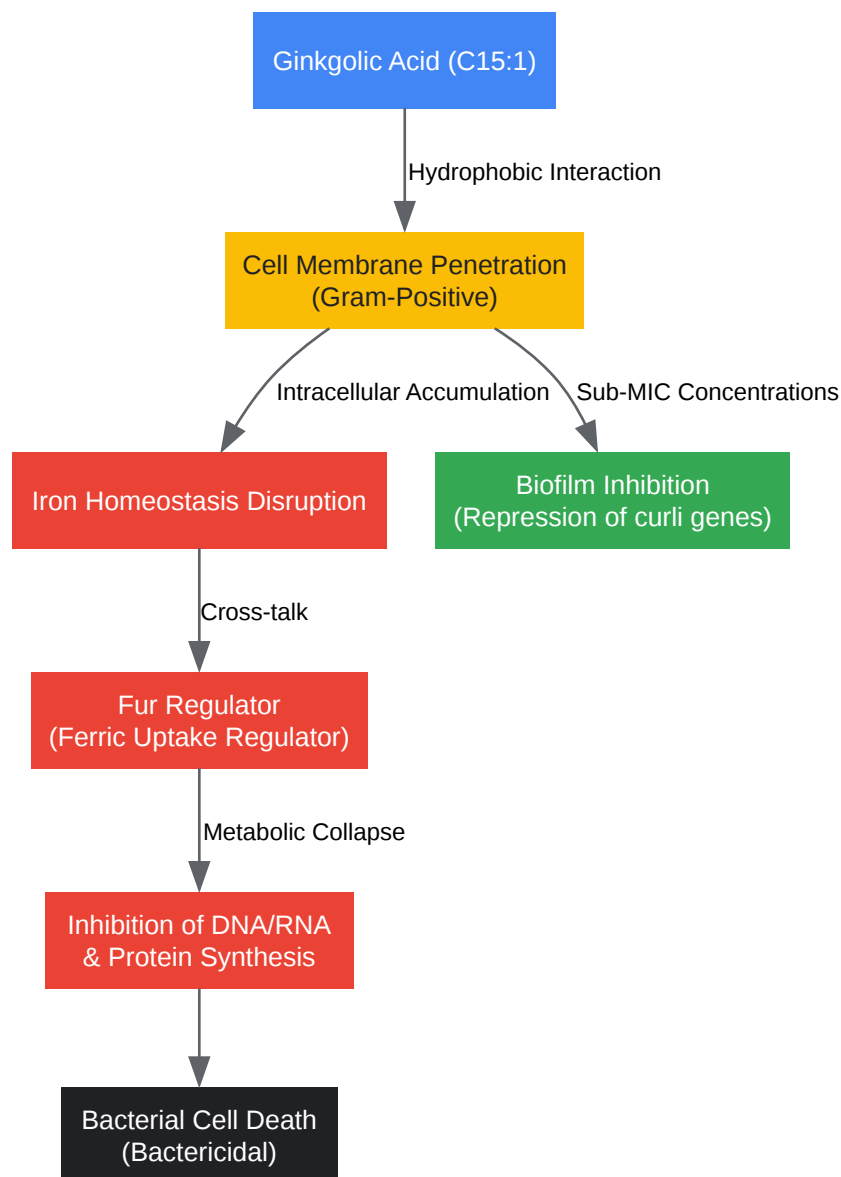 Ginkgolic Acid (C15:1)
Hydrophobic Interaction
Cell Membrane Penetration
(Gram-Positive)
Intracellular Accumulation
Sub-MIC Concentrations
Iron Homeostasis Disruption
Biofilm Inhibition
(Repression of curli genes)
Cross-talk
Fur Regulator
(Ferric Uptake Regulator)
Metabolic Collapse
Inhibition of DNA/RNA
& Protein Synthesis
Bacterial Cell Death
(Bactericidal)